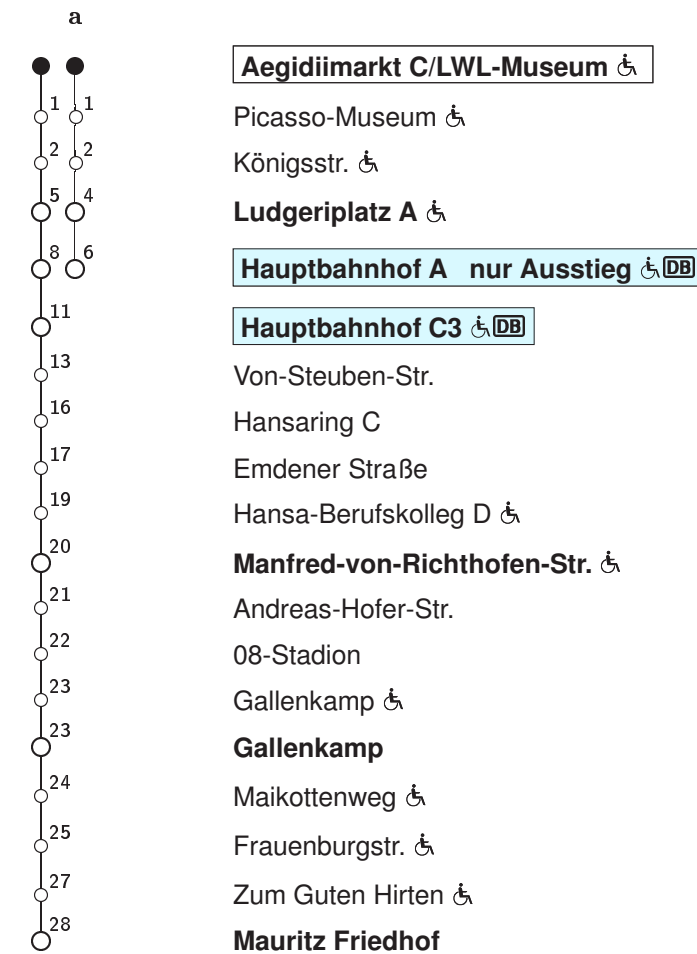 a
Aegidiimarkt C/LWL-Museum
1 1 Picasso-Museum
2 2 Königsstr.
5 4 Ludgeriplatz A
8 6 Hauptbahnhof A nur Ausstieg DB
11 Hauptbahnhof C3 DB
13 Von-Steuben-Str.
16 Hansaring C
17 Emdener Straße
19 Hansa-Berufskolleg D
20 Manfred-von-Richthofen-Str.
21 Andreas-Hofer-Str.
22 08-Stadion
23 Gallenkamp
23 Gallenkamp
24 Maikottenweg
25 Frauenburgstr.
27 Zum Guten Hirten
28 Mauritz Friedhof